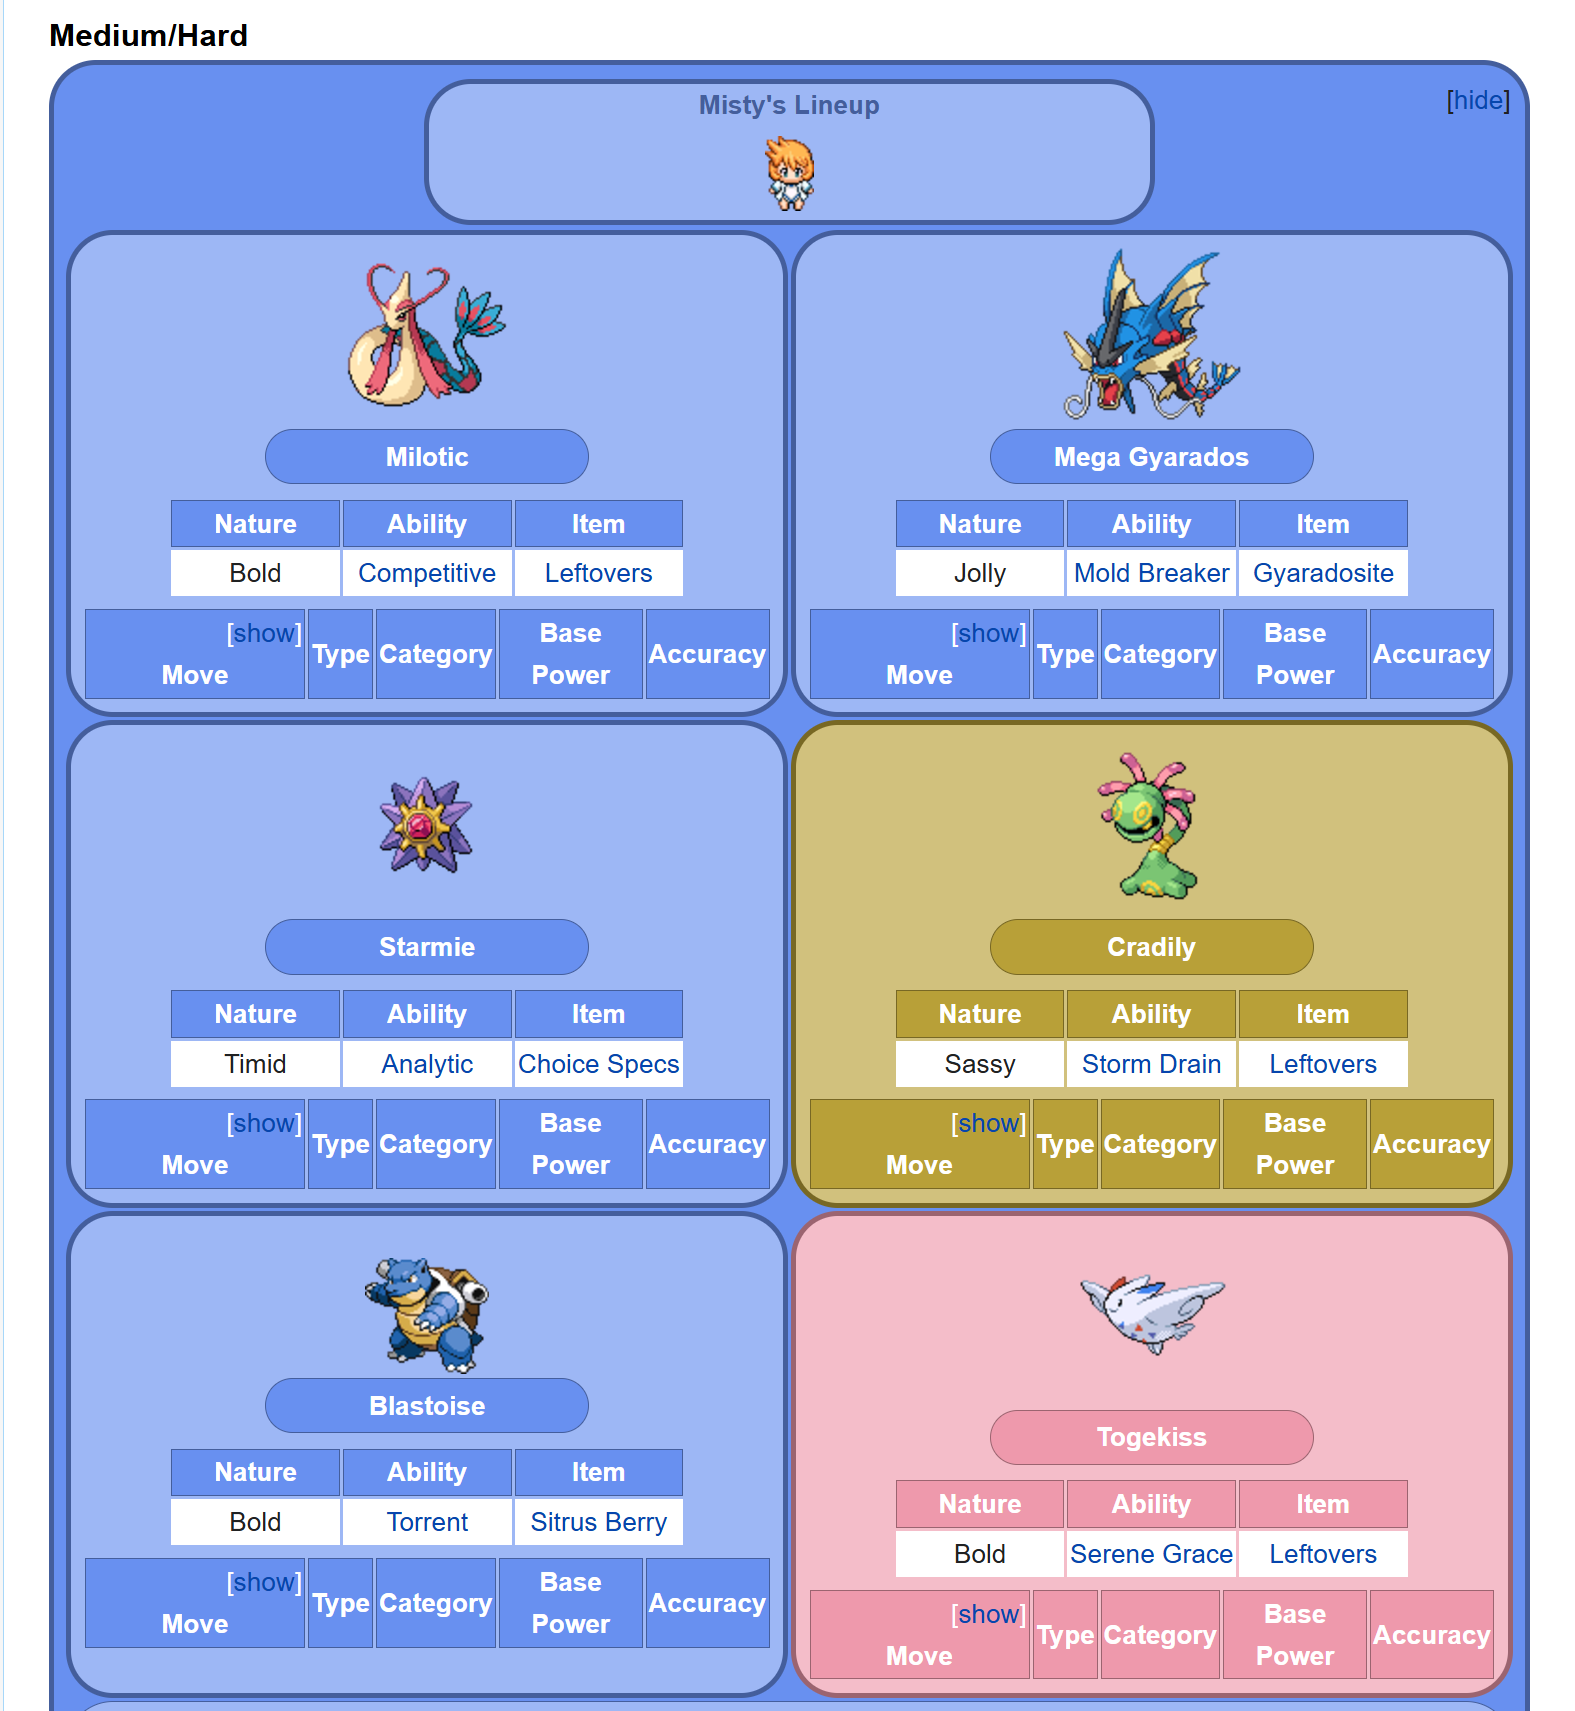 Medium/Hard
Misty's Lineup
[hide]
Milotic
Nature Ability Item
Bold Competitive Leftovers
[show]
Move Type Category Base Power Accuracy
Mega Gyarados
Nature Ability Item
Jolly Mold Breaker Gyaradosite
[show]
Move Type Category Base Power Accuracy
Starmie
Nature Ability Item
Timid Analytic Choice Specs
[show]
Move Type Category Base Power Accuracy
Cradily
Nature Ability Item
Sassy Storm Drain Leftovers
[show]
Move Type Category Base Power Accuracy
Blastoise
Nature Ability Item
Bold Torrent Sitrus Berry
[show]
Move Type Category Base Power Accuracy
Togekiss
Nature Ability Item
Bold Serene Grace Leftovers
[show]
Move Type Category Base Power Accuracy